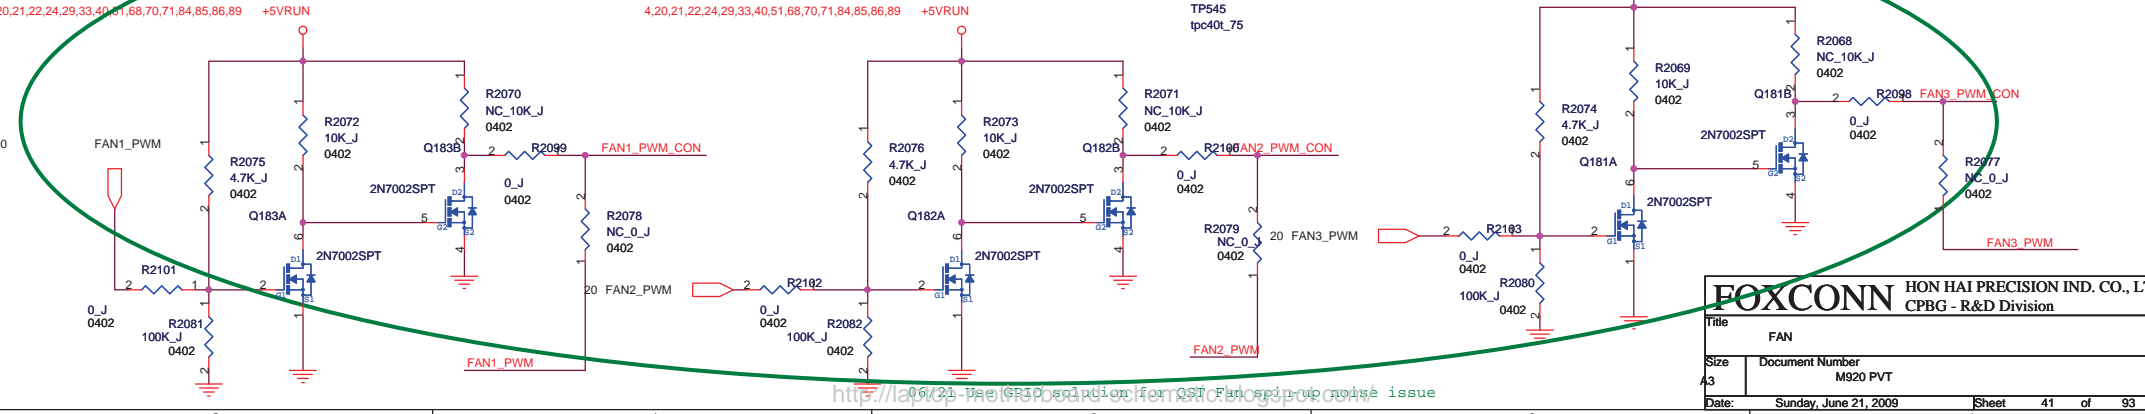 20,21,22,24,29,33,40,51,68,70,71,84,85,86,89 +5VRUN
4,20,21,22,24,29,33,40,51,68,70,71,84,85,86,89 +5VRUN
TP545
tpc40t_75
FAN1_PWM
R2075
4.7K_J
0402
R2072
10K_J
0402
R2070
NC_10K_J
0402
Q183B
2N7002SPT
R2099
0_J
0402
FAN1_PWM_CON
Q183A
2N7002SPT
R2078
NC_0_J
0402
R2101
0_J
0402
R2081
100K_J
0402
FAN1_PWM
20 FAN2_PWM
R2102
0_J
0402
R2076
4.7K_J
0402
R2073
10K_J
0402
R2071
NC_10K_J
0402
Q182B
2N7002SPT
R2100
0_J
0402
FAN2_PWM_CON
Q182A
2N7002SPT
R2079
NC_0_J
0402
R2082
100K_J
0402
FAN2_PWM
20 FAN3_PWM
R2103
0_J
0402
R2074
4.7K_J
0402
R2069
10K_J
0402
R2068
NC_10K_J
0402
Q181B
2N7002SPT
R2098
0_J
0402
FAN3_PWM_CON
Q181A
2N7002SPT
R2077
NC_0_J
0402
R2080
100K_J
0402
FAN3_PWM
06/21 Use GPIO solution for QST Fan spin-up noise issue
http://laptop-motherboard-schematic.blogspot.com/
FOXCONN HON HAI PRECISION IND. CO.,
CPBG - R&D Division
Title
FAN
Size Document Number
A3 M920 PVT
Date: Sunday, June 21, 2009 Sheet 41 of 93